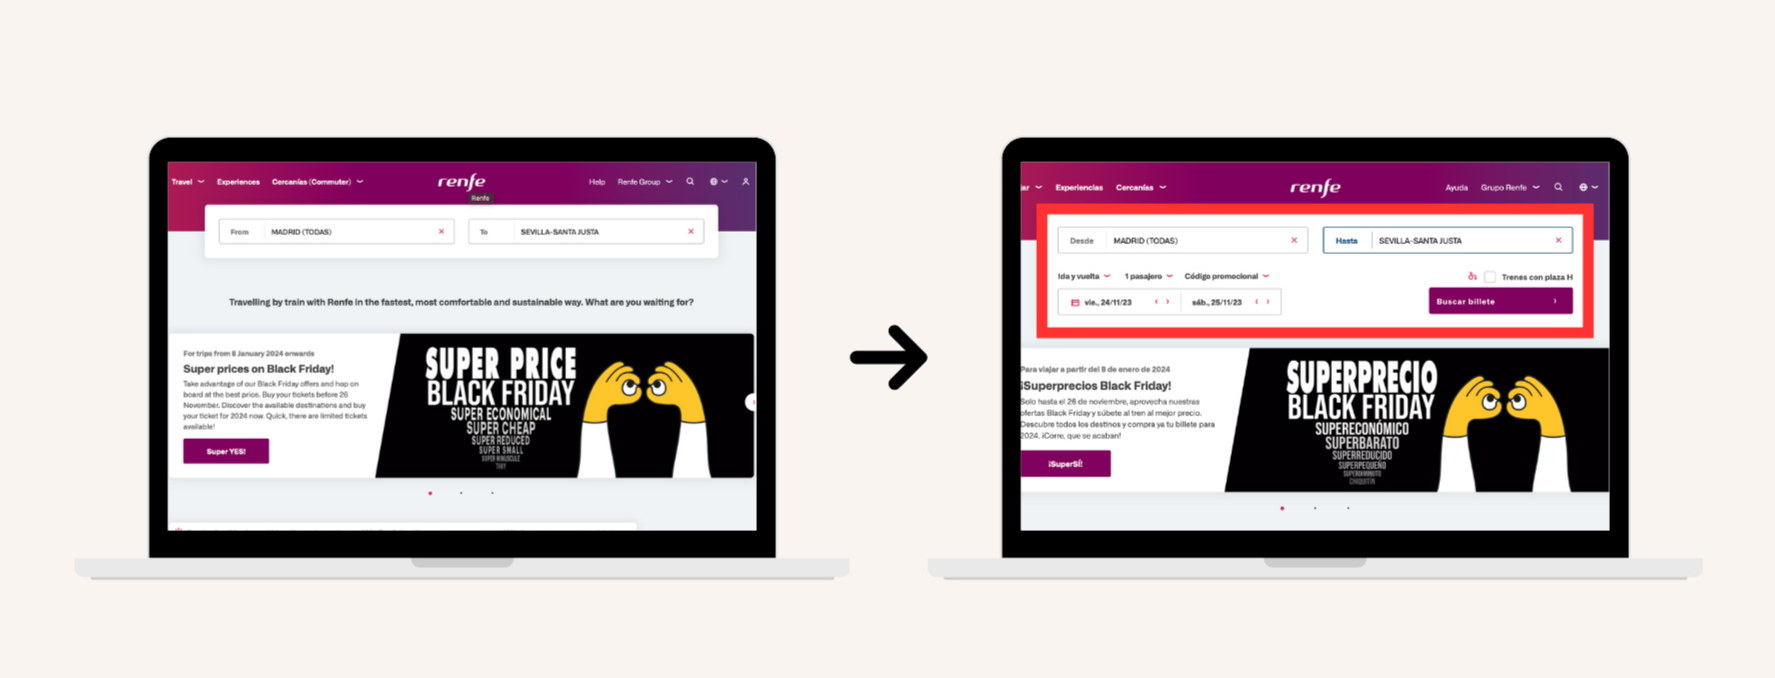 Travel Experiences Cercanías (Commuter) renfe Help Renfe Group
Renfe
From MADRID (TODAS) To SEVILLA-SANTA JUSTA
Travelling by train with Renfe in the fastest, most comfortable and sustainable way. What are you waiting for?
For trips from 8 January 2024 onwards
Super prices on Black Friday!
Take advantage of our Black Friday offers and hop on
board at the best price. Buy your tickets before 26
November. Discover the available destinations and buy
your ticket for 2024 now. Quick, there are limited tickets
available!
Super YES!
SUPER PRICE
BLACK FRIDAY
SUPER ECONOMICAL
SUPER CHEAP
SUPER REDUCED
SUPER SMALL
SUPER MINUSCULE
TINY
ar Experiencias Cercanías renfe Ayuda Grupo Renfe
Desde MADRID (TODAS) Hasta SEVILLA-SANTA JUSTA
Ida y vuelta 1 pasajero Código promocional Trenes con plaza H
vie., 24/11/23 sáb., 25/11/23 Buscar billete
Para viajar a partir del 8 de enero de 2024
¡Superprecios Black Friday!
Solo hasta el 26 de noviembre, aprovecha nuestras
ofertas Black Friday y súbete al tren al mejor precio.
Descubre todos los destinos y compra ya tu billete para
2024. ¡Corre, que se acaban!
¡SuperSÍ!
SUPERPRECIO
BLACK FRIDAY
SUPERECONÓMICO
SUPERBARATO
SUPERREDUCIDO
SUPERPEQUEÑO
SUPERDIMINUTO
CHIQUITÍN